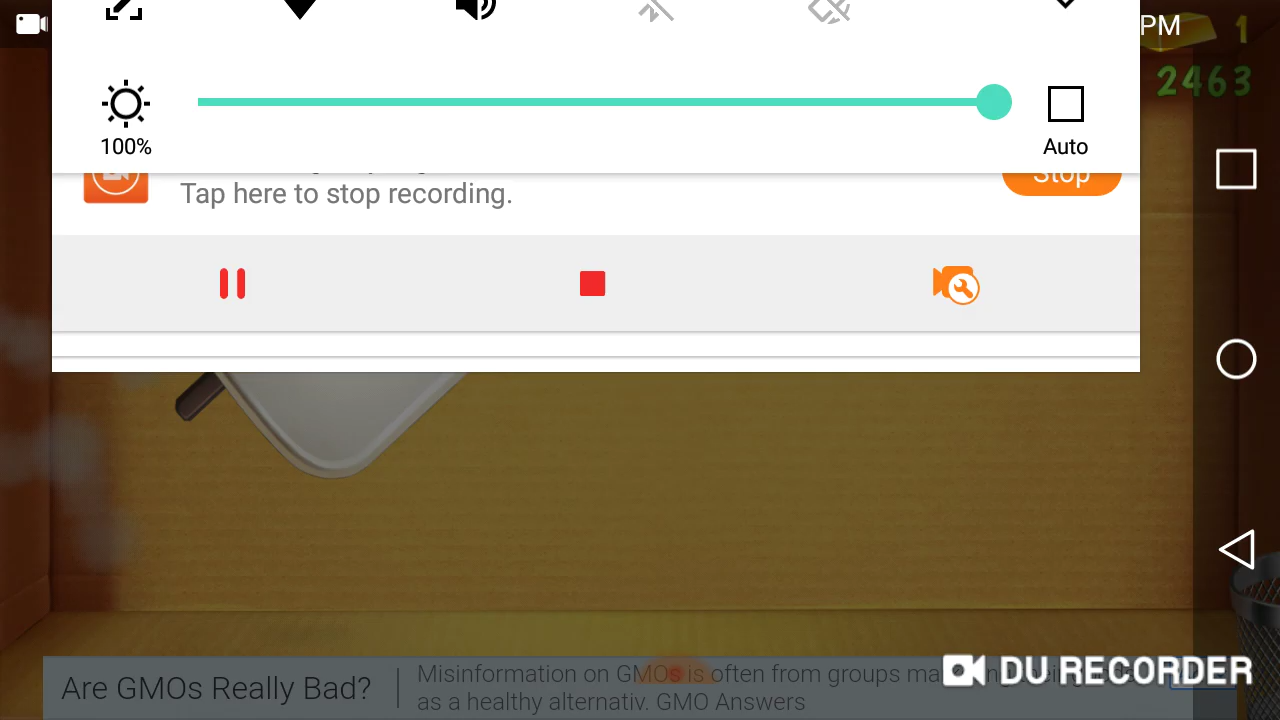 PM
1
2463
100%
Auto
Tap here to stop recording.
Stop
DU RECORDER
Are GMOs Really Bad?
Misinformation on GMOs is often from groups
as a healthy alternativ. GMO Answers